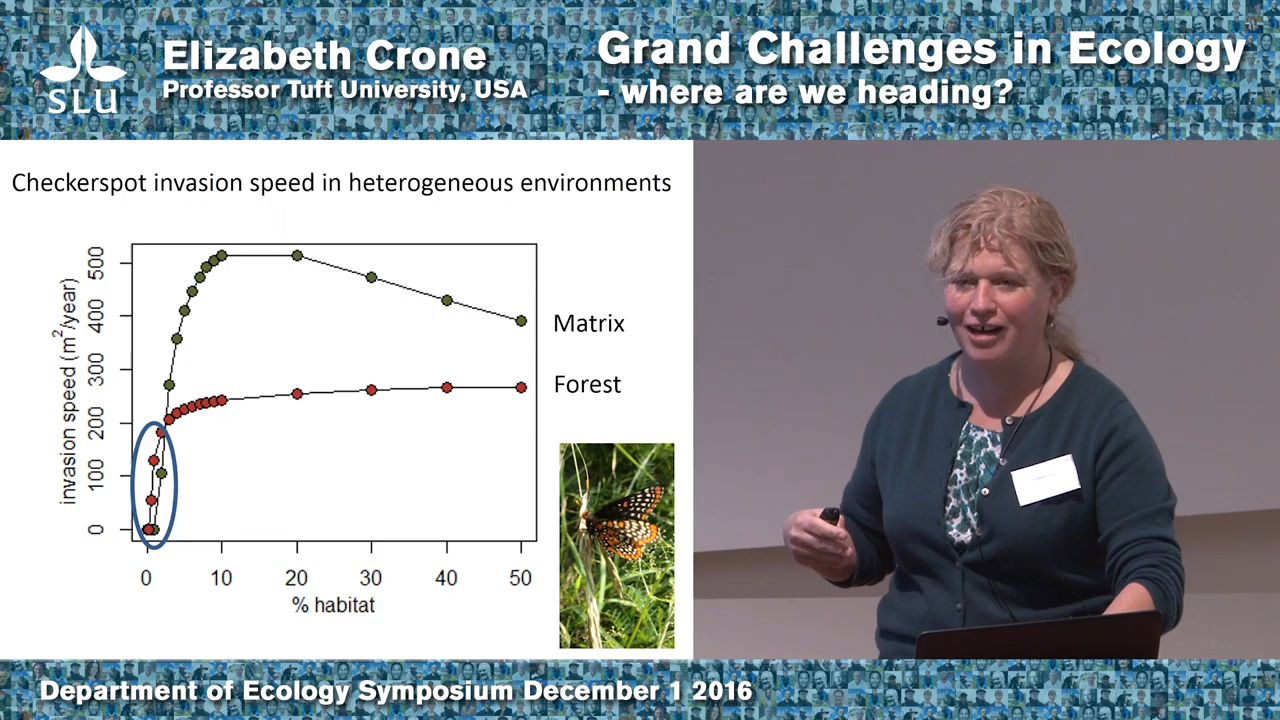 SLU
Elizabeth Crone
Professor Tuft University, USA
Grand Challenges in Ecology
- where are we heading?
Checkerspot invasion speed in heterogeneous environments
invasion speed (m²/year)
500
400
300
200
100
0
Matrix
Forest
0 10 20 30 40 50
% habitat
Department of Ecology Symposium December 1 2016